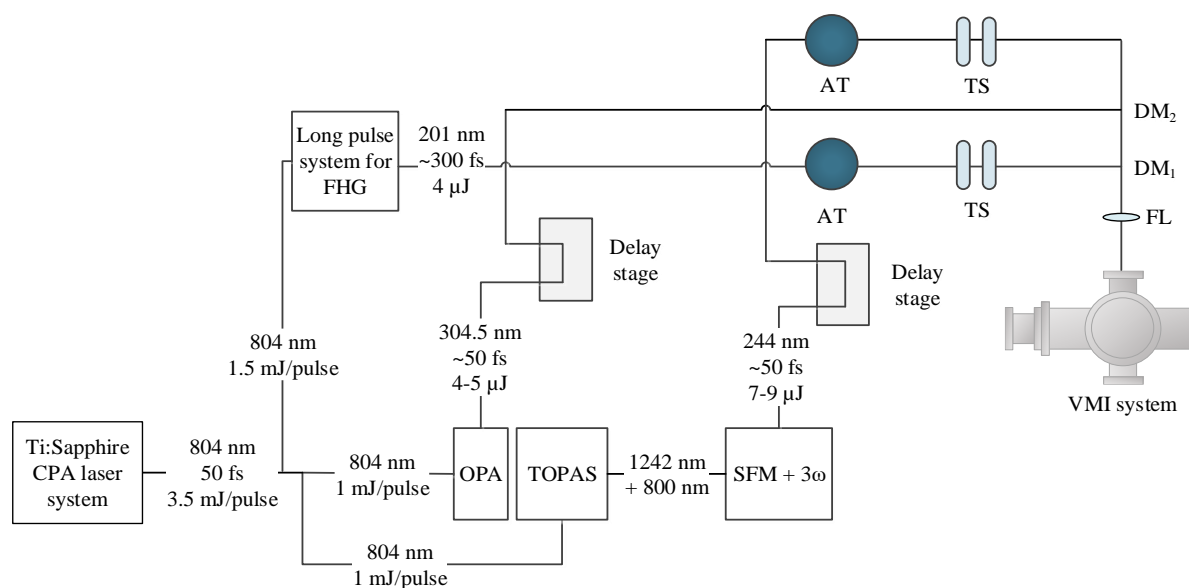 AT
TS
DM2
Long pulse
system for
FHG
201 nm
~300 fs
4 µJ
AT
TS
DM1
FL
Delay
stage
Delay
stage
804 nm
1.5 mJ/pulse
304.5 nm
~50 fs
4-5 µJ
244 nm
~50 fs
7-9 µJ
VMI system
Ti:Sapphire
CPA laser
system
804 nm
50 fs
3.5 mJ/pulse
804 nm
1 mJ/pulse
OPA
TOPAS
1242 nm
+ 800 nm
SFM + 3ω
804 nm
1 mJ/pulse